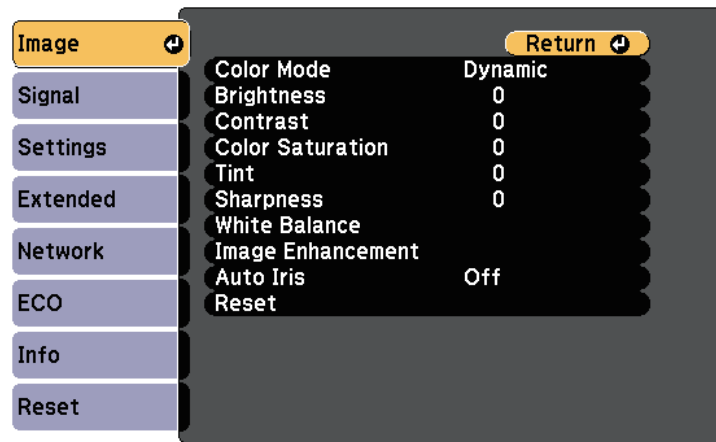 Image
Signal
Settings
Extended
Network
ECO
Info
Reset
Return
Color Mode Dynamic
Brightness 0
Contrast 0
Color Saturation 0
Tint 0
Sharpness 0
White Balance
Image Enhancement
Auto Iris Off
Reset